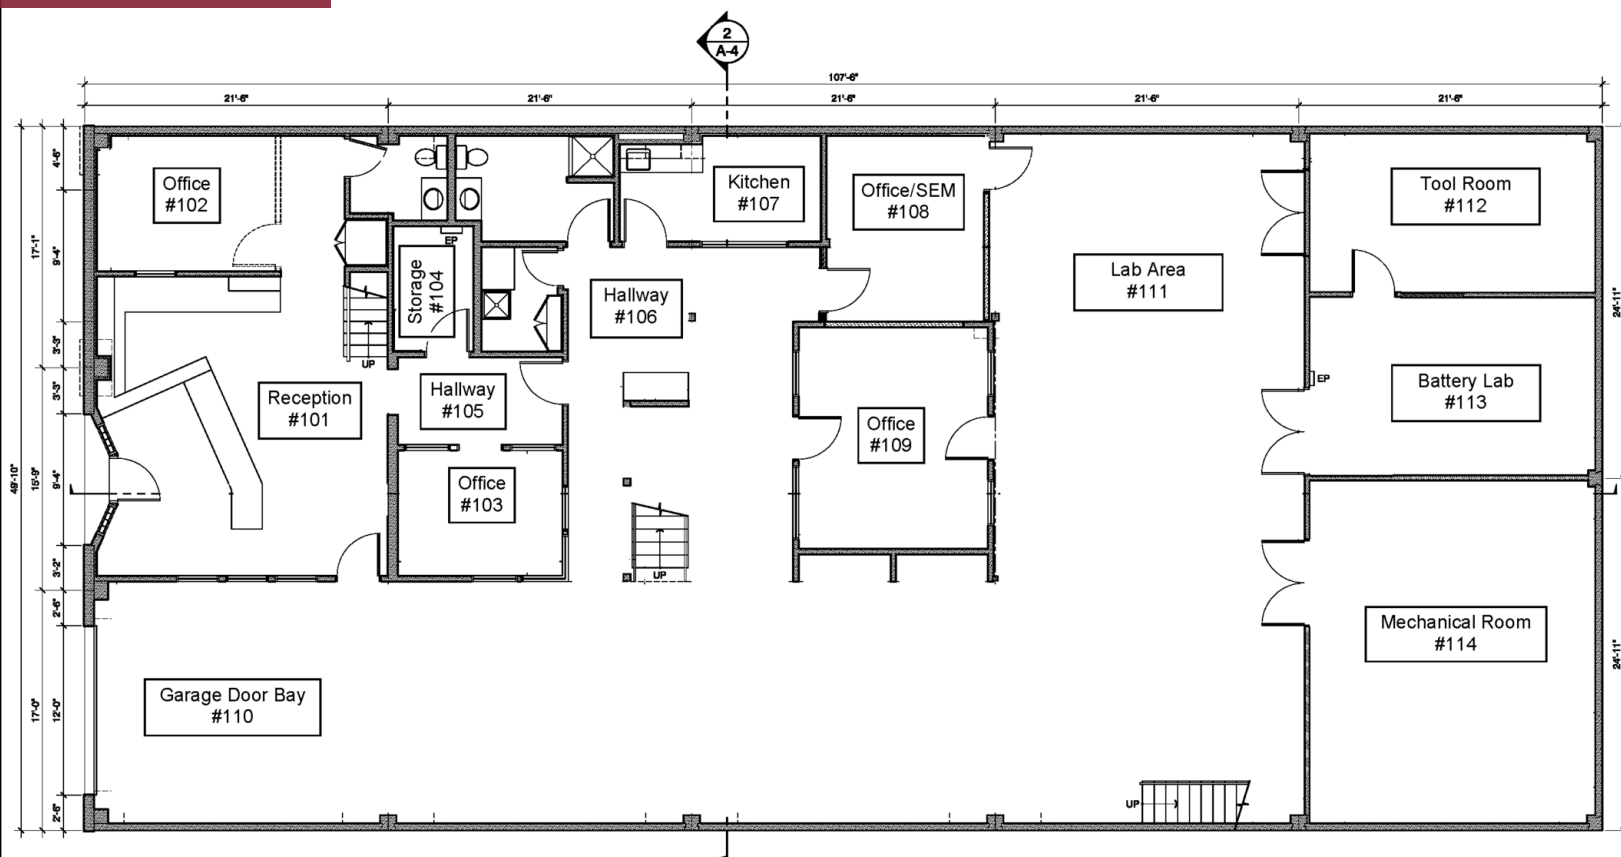 2
A-4
107'-6"
21'-6"
21'-6"
21'-6"
21'-6"
21'-6"
49'-10"
17'-1"
15'-9"
17'-0"
4'-6"
9'-4"
3'-3"
3'-3"
9'-4"
3'-2"
2'-6"
12'-0"
2'-6"
24'-11"
24'-11"
Office
#102
Kitchen
#107
Office/SEM
#108
Tool Room
#112
EP
Storage
#104
Hallway
#106
Lab Area
#111
UP
Hallway
#105
Reception
#101
Office
#109
EP
Battery Lab
#113
Office
#103
UP
Mechanical Room
#114
Garage Door Bay
#110
UP